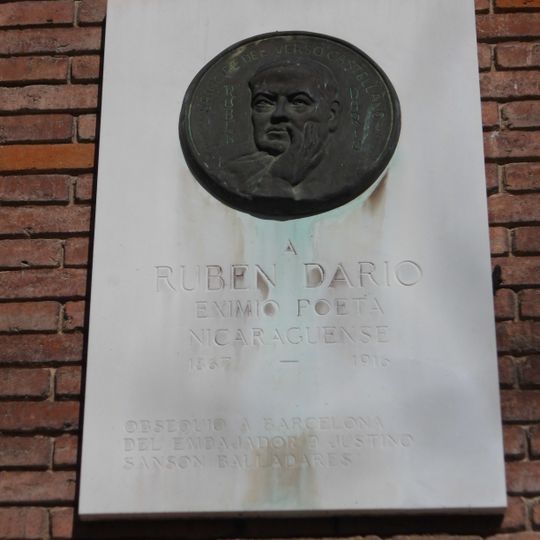 PRINCIPE DEL VERSO CASTELLANO
RUBEN DARIO
A
RUBEN DARIO
EXIMIO POETA
NICARAGUENSE
1867 — 1916
OBSEQUIO A BARCELONA
DEL EMBAJADOR D JUSTINO
SANSON BALLADARES